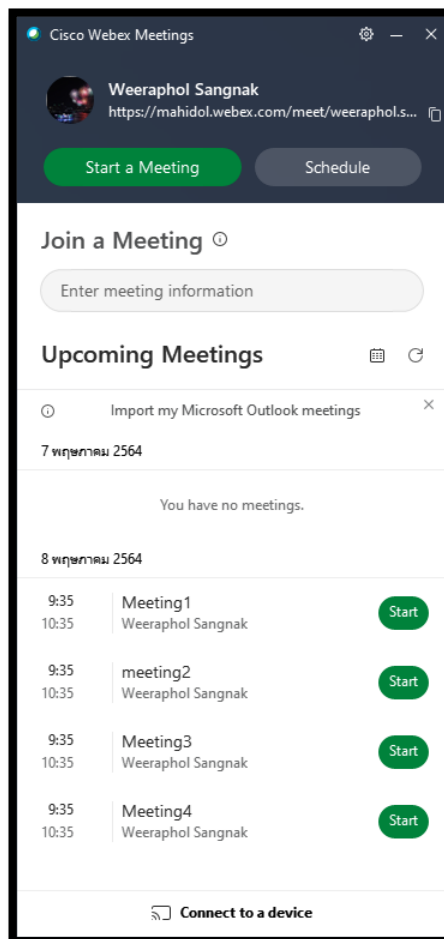 Cisco Webex Meetings
Weeraphol Sangnak
https://mahidol.webex.com/meet/weeraphol.s...
Start a Meeting
Schedule
Join a Meeting
Enter meeting information
Upcoming Meetings
Import my Microsoft Outlook meetings
7 พฤษภาคม 2564
You have no meetings.
8 พฤษภาคม 2564
9:35 Meeting1 Start
10:35 Weeraphol Sangnak
9:35 meeting2 Start
10:35 Weeraphol Sangnak
9:35 Meeting3 Start
10:35 Weeraphol Sangnak
9:35 Meeting4 Start
10:35 Weeraphol Sangnak
Connect to a device